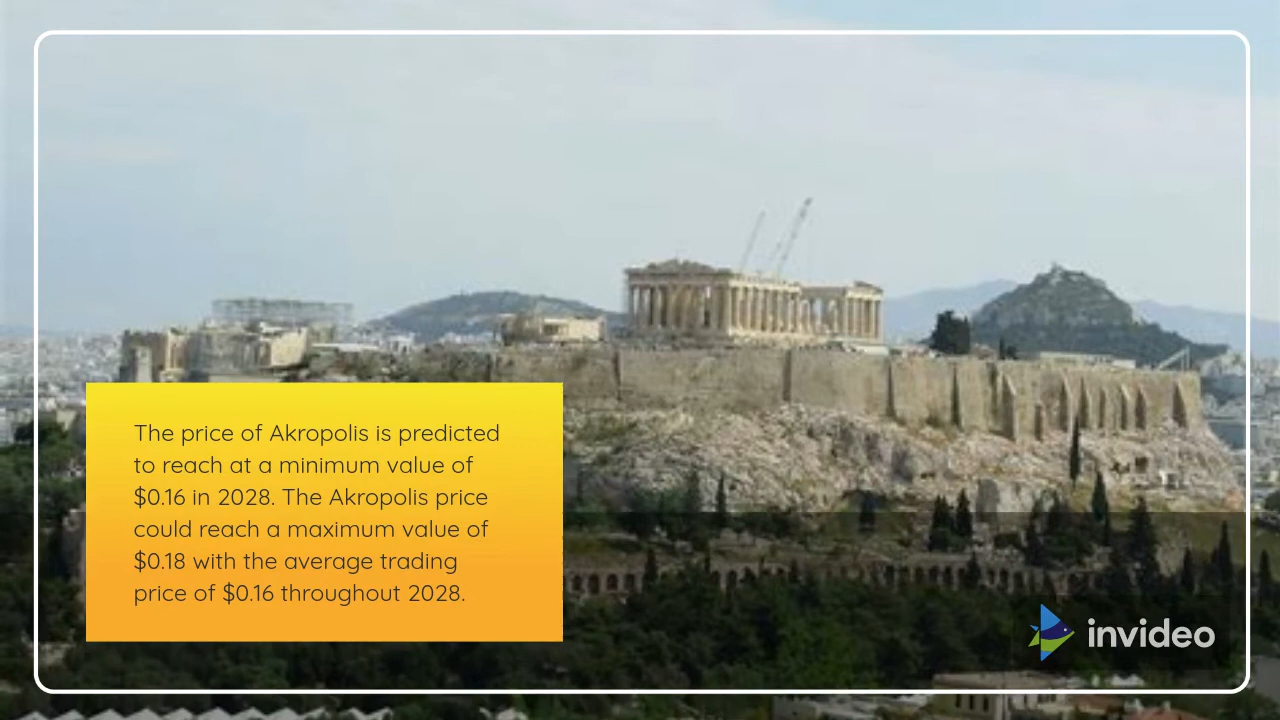 The price of Akropolis is predicted
to reach at a minimum value of
$0.16 in 2028. The Akropolis price
could reach a maximum value of
$0.18 with the average trading
price of $0.16 throughout 2028.
invideo